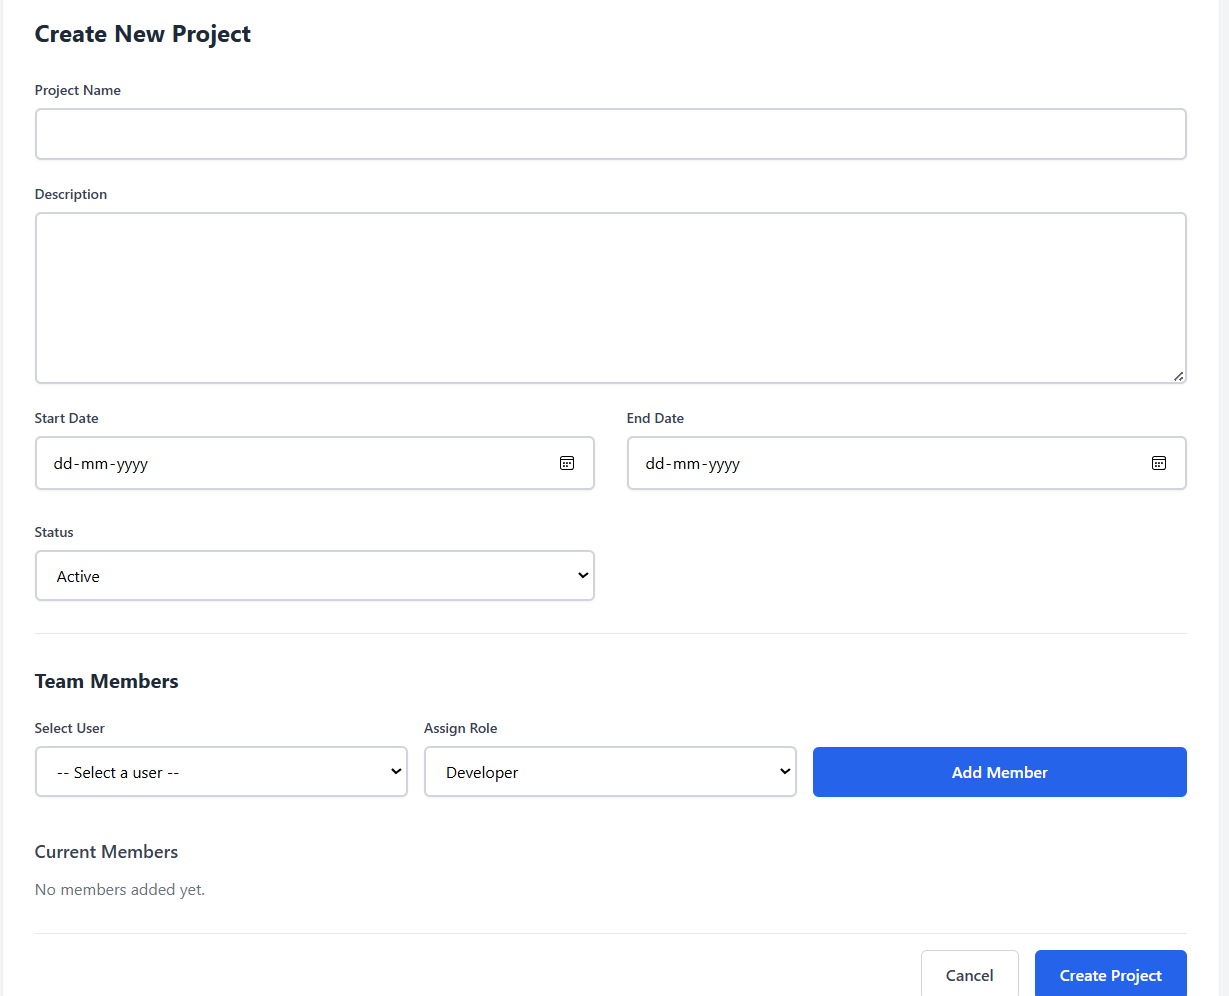 Create New Project
Project Name
Description
Start Date End Date
dd-mm-yyyy dd-mm-yyyy
Status
Active
Team Members
Select User Assign Role
-- Select a user -- Developer Add Member
Current Members
No members added yet.
Cancel Create Project